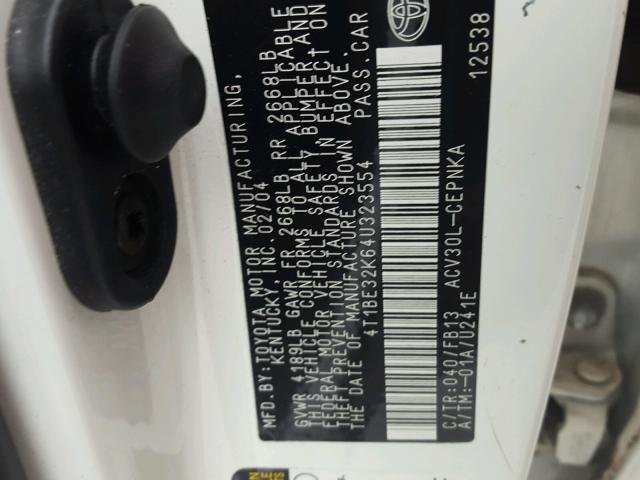 MFD.BY:TOYOTA MOTOR MANUFACTURING,
KENTUCKY, INC. 02/04
GVWR 4189LB GAWR FR 2668LB RR 2668LB
THIS VEHICLE CONFORMS TO ALL APPLICABLE
FEDERAL MOTOR VEHICLE SAFETY, BUMPER, AND
THEFT PREVENTION STANDARDS IN EFFECT ON
THE DATE OF MANUFACTURE SHOWN ABOVE.
4T1BE32K64U323554 PASS.CAR
C/TR:040/FB13 ACV30L-CEPNKA 12538
A/TM:-01A/U241E